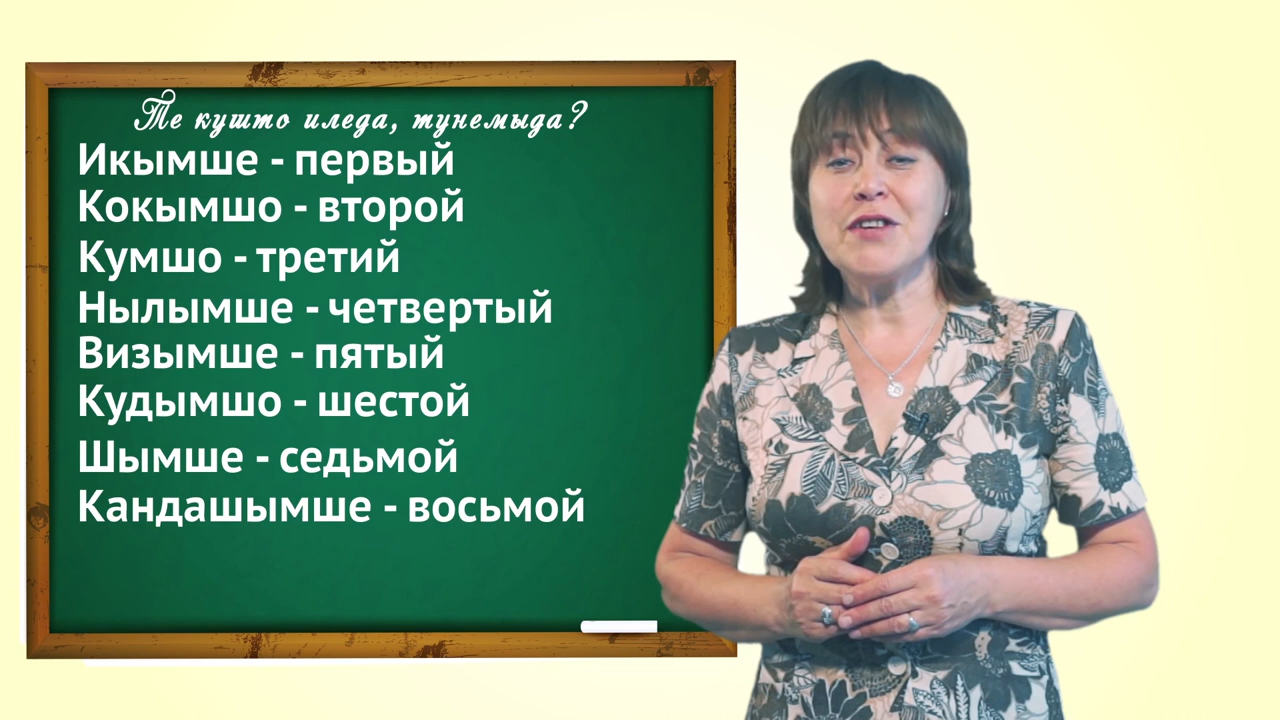 Те кушто иледа, тунемыда?
Икымше - первый
Кокымшо - второй
Кумшо - третий
Нылымше - четвертый
Визымше - пятый
Кудымшо - шестой
Шымше - седьмой
Кандашымше - восьмой